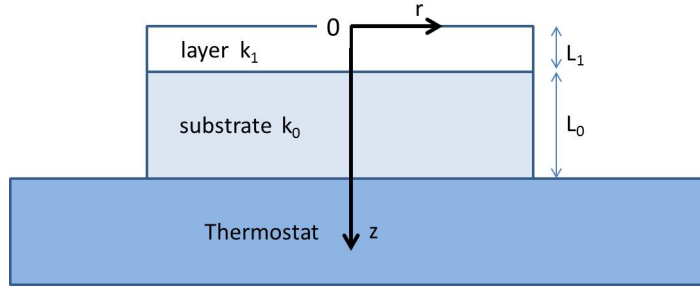 0
r
layer k₁
L₁
substrate k₀
L₀
Thermostat
z